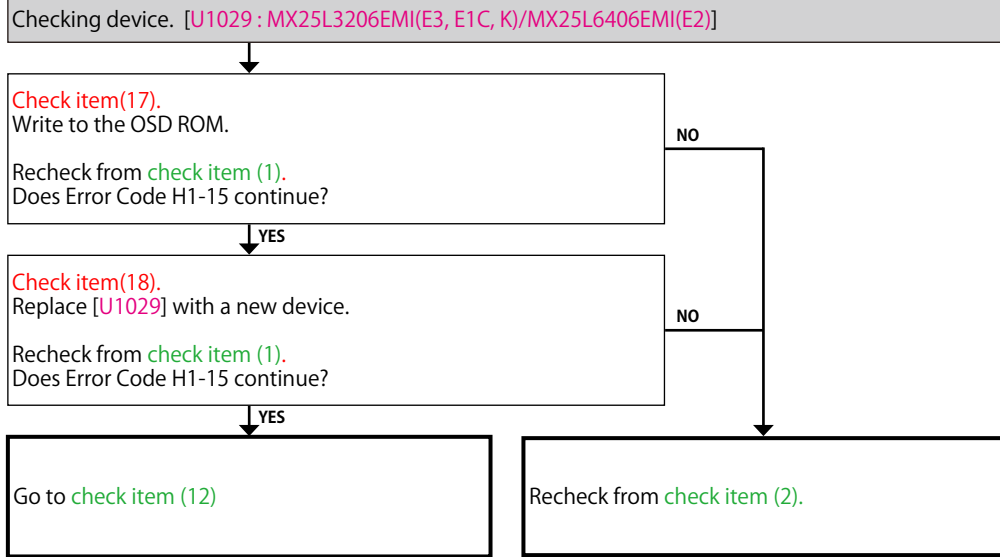 Checking device. [U1029 : MX25L3206EMI(E3, E1C, K)/MX25L6406EMI(E2)]
Check item(17).
Write to the OSD ROM.
NO
Recheck from check item (1).
Does Error Code H1-15 continue?
YES
Check item(18).
Replace [U1029] with a new device.
NO
Recheck from check item (1).
Does Error Code H1-15 continue?
YES
Go to check item (12)
Recheck from check item (2).